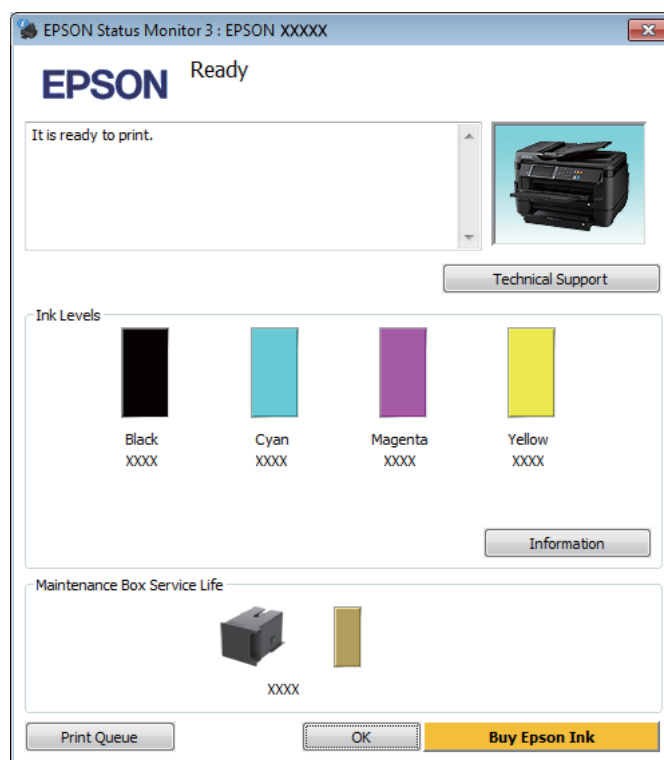 EPSON Status Monitor 3 : EPSON XXXXX
EPSON
Ready
It is ready to print.
Technical Support
Ink Levels
Black
Cyan
Magenta
Yellow
XXXX
XXXX
XXXX
XXXX
Information
Maintenance Box Service Life
XXXX
Print Queue
OK
Buy Epson Ink